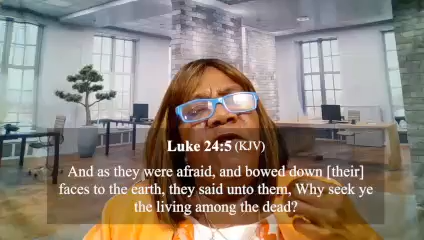 Luke 24:5 (KJV)
And as they were afraid, and bowed down [their]
faces to the earth, they said unto them, Why seek ye
the living among the dead?